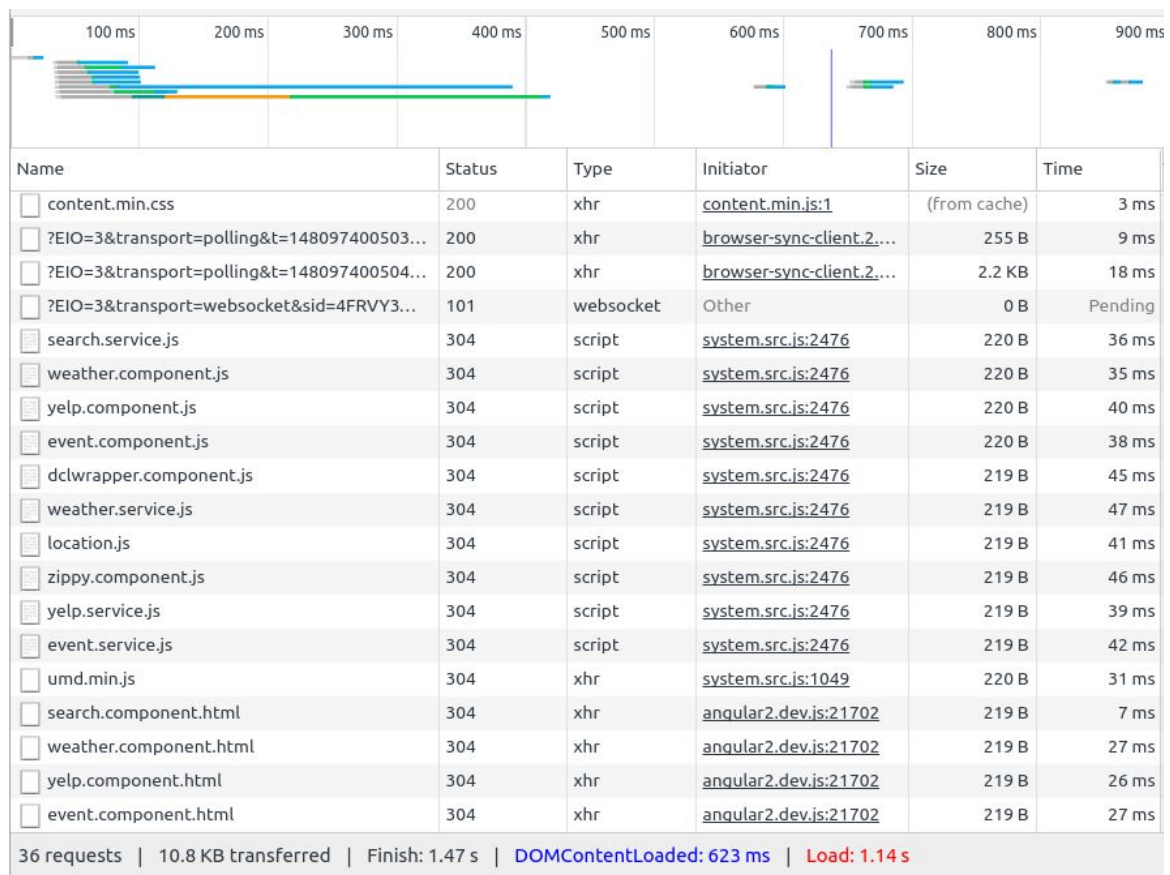 100 ms 200 ms 300 ms 400 ms 500 ms 600 ms 700 ms 800 ms 900 ms
Name Status Type Initiator Size Time
content.min.css 200 xhr content.min.js:1 (from cache) 3 ms
?EIO=3&transport=polling&t=148097400503... 200 xhr browser-sync-client.2.... 255 B 9 ms
?EIO=3&transport=polling&t=148097400504... 200 xhr browser-sync-client.2.... 2.2 KB 18 ms
?EIO=3&transport=websocket&sid=4FRVY3... 101 websocket Other 0 B Pending
search.service.js 304 script system.src.js:2476 220 B 36 ms
weather.component.js 304 script system.src.js:2476 220 B 35 ms
yelp.component.js 304 script system.src.js:2476 220 B 40 ms
event.component.js 304 script system.src.js:2476 220 B 38 ms
dclwrapper.component.js 304 script system.src.js:2476 219 B 45 ms
weather.service.js 304 script system.src.js:2476 219 B 47 ms
location.js 304 script system.src.js:2476 219 B 41 ms
zippy.component.js 304 script system.src.js:2476 219 B 46 ms
yelp.service.js 304 script system.src.js:2476 219 B 39 ms
event.service.js 304 script system.src.js:2476 219 B 42 ms
umd.min.js 304 xhr system.src.js:1049 220 B 31 ms
search.component.html 304 xhr angular2.dev.js:21702 219 B 7 ms
weather.component.html 304 xhr angular2.dev.js:21702 219 B 27 ms
yelp.component.html 304 xhr angular2.dev.js:21702 219 B 26 ms
event.component.html 304 xhr angular2.dev.js:21702 219 B 27 ms
36 requests | 10.8 KB transferred | Finish: 1.47 s | DOMContentLoaded: 623 ms | Load: 1.14 s